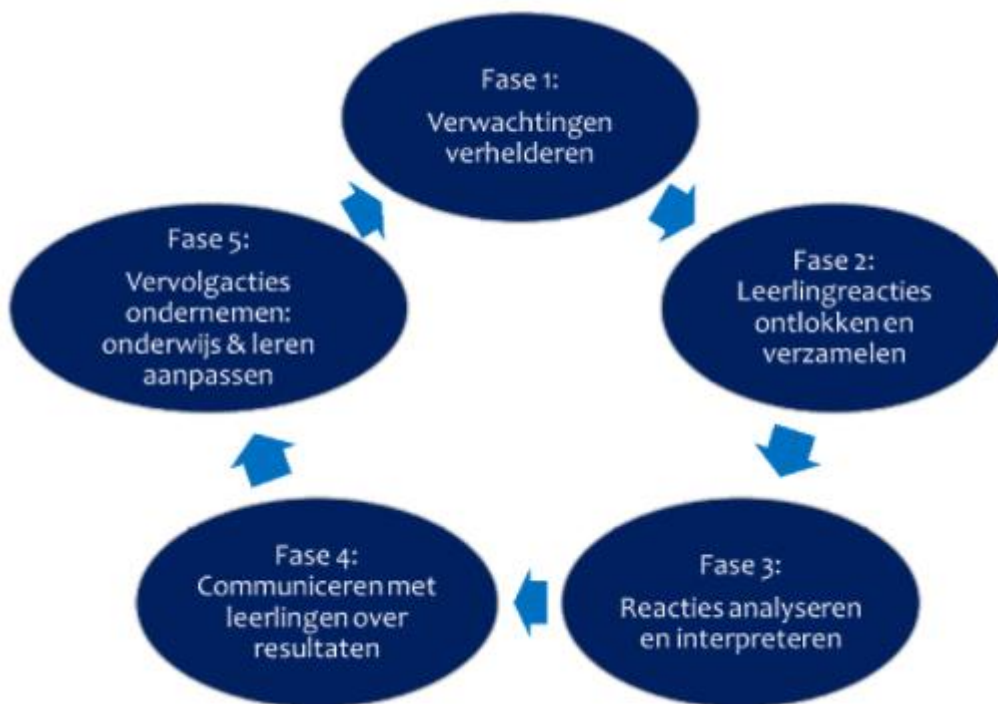 Fase 1:
Verwachtingen
verhelderen
Fase 2:
Leerlingreacties
ontlokken en
verzamelen
Fase 3:
Reacties analyseren
en interpreteren
Fase 4:
Communiceren met
leerlingen over
resultaten
Fase 5:
Vervolgacties
ondernemen:
onderwijs & leren
aanpassen